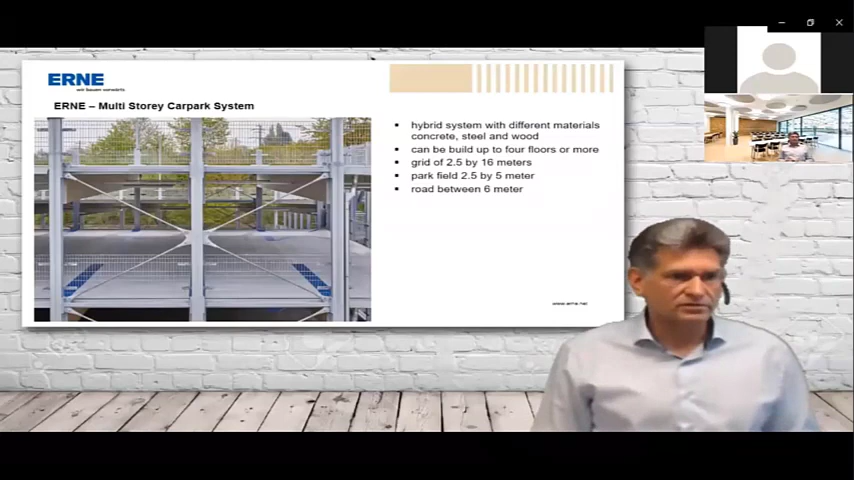 ERNE
wir bauen vorwärts
ERNE – Multi Storey Carpark System
▪ hybrid system with different materials
concrete, steel and wood
▪ can be build up to four floors or more
▪ grid of 2.5 by 16 meters
▪ park field 2.5 by 5 meter
▪ road between 6 meter
www.erne.net